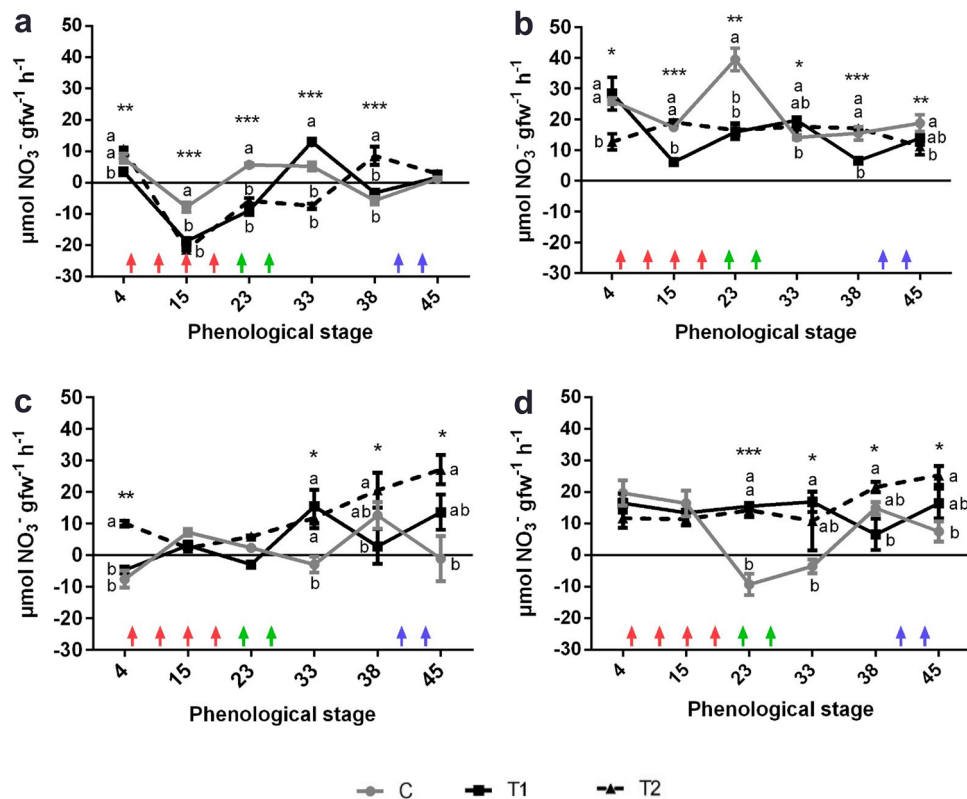 a
50
40
30
20
10
0
-10
-20
-30
µmol NO₃⁻ gfw⁻¹ h⁻¹
** *** *** *** ***
a a b
a b b
a b b
a b
a b b
4 15 23 33 38 45
Phenological stage
b
50
40
30
20
10
0
-10
-20
-30
µmol NO₃⁻ gfw⁻¹ h⁻¹
* *** ** * *** **
a a b
a a b
a b b
a ab b
a a b
a ab b
4 15 23 33 38 45
Phenological stage
c
50
40
30
20
10
0
-10
-20
-30
µmol NO₃⁻ gfw⁻¹ h⁻¹
** * * *
a b b
a a b
a ab b
a ab b
4 15 23 33 38 45
Phenological stage
d
50
40
30
20
10
0
-10
-20
-30
µmol NO₃⁻ gfw⁻¹ h⁻¹
*** * * *
a a b
a ab b
a ab b
a ab b
4 15 23 33 38 45
Phenological stage
C T1 T2